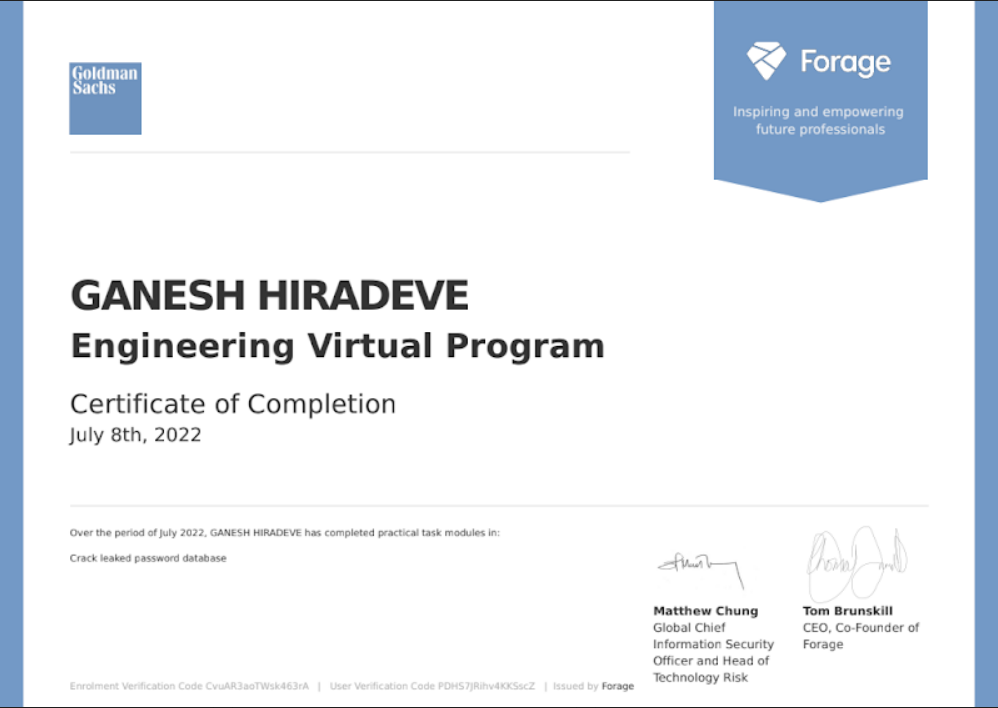 Goldman
Sachs
Forage
Inspiring and empowering
future professionals
GANESH HIRADEVE
Engineering Virtual Program
Certificate of Completion
July 8th, 2022
Over the period of July 2022, GANESH HIRADEVE has completed practical task modules in:
Crack leaked password database
Matthew Chung
Global Chief
Information Security
Officer and Head of
Technology Risk
Tom Brunskill
CEO, Co-Founder of
Forage
Enrolment Verification Code CvuAR3aoTWsk463rA | User Verification Code PDHS7JRihv4KKSscZ | Issued by Forage